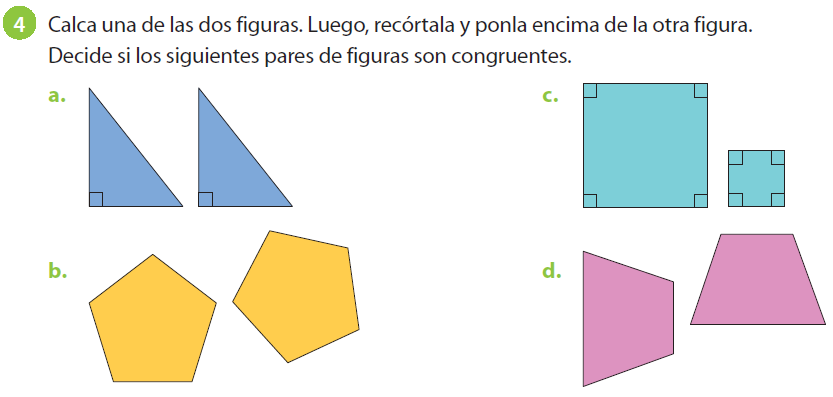 4 Calca una de las dos figuras. Luego, recórtala y ponla encima de la otra figura.
Decide si los siguientes pares de figuras son congruentes.
a.
c.
b.
d.